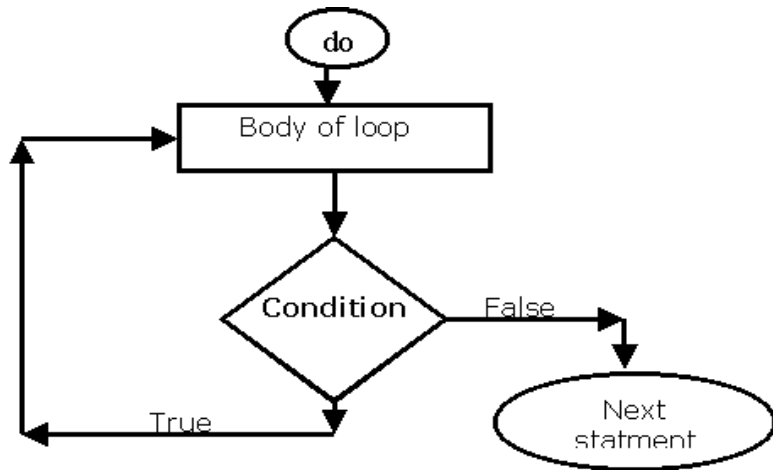 do
Body of loop
Condition
False
True
Next
statment